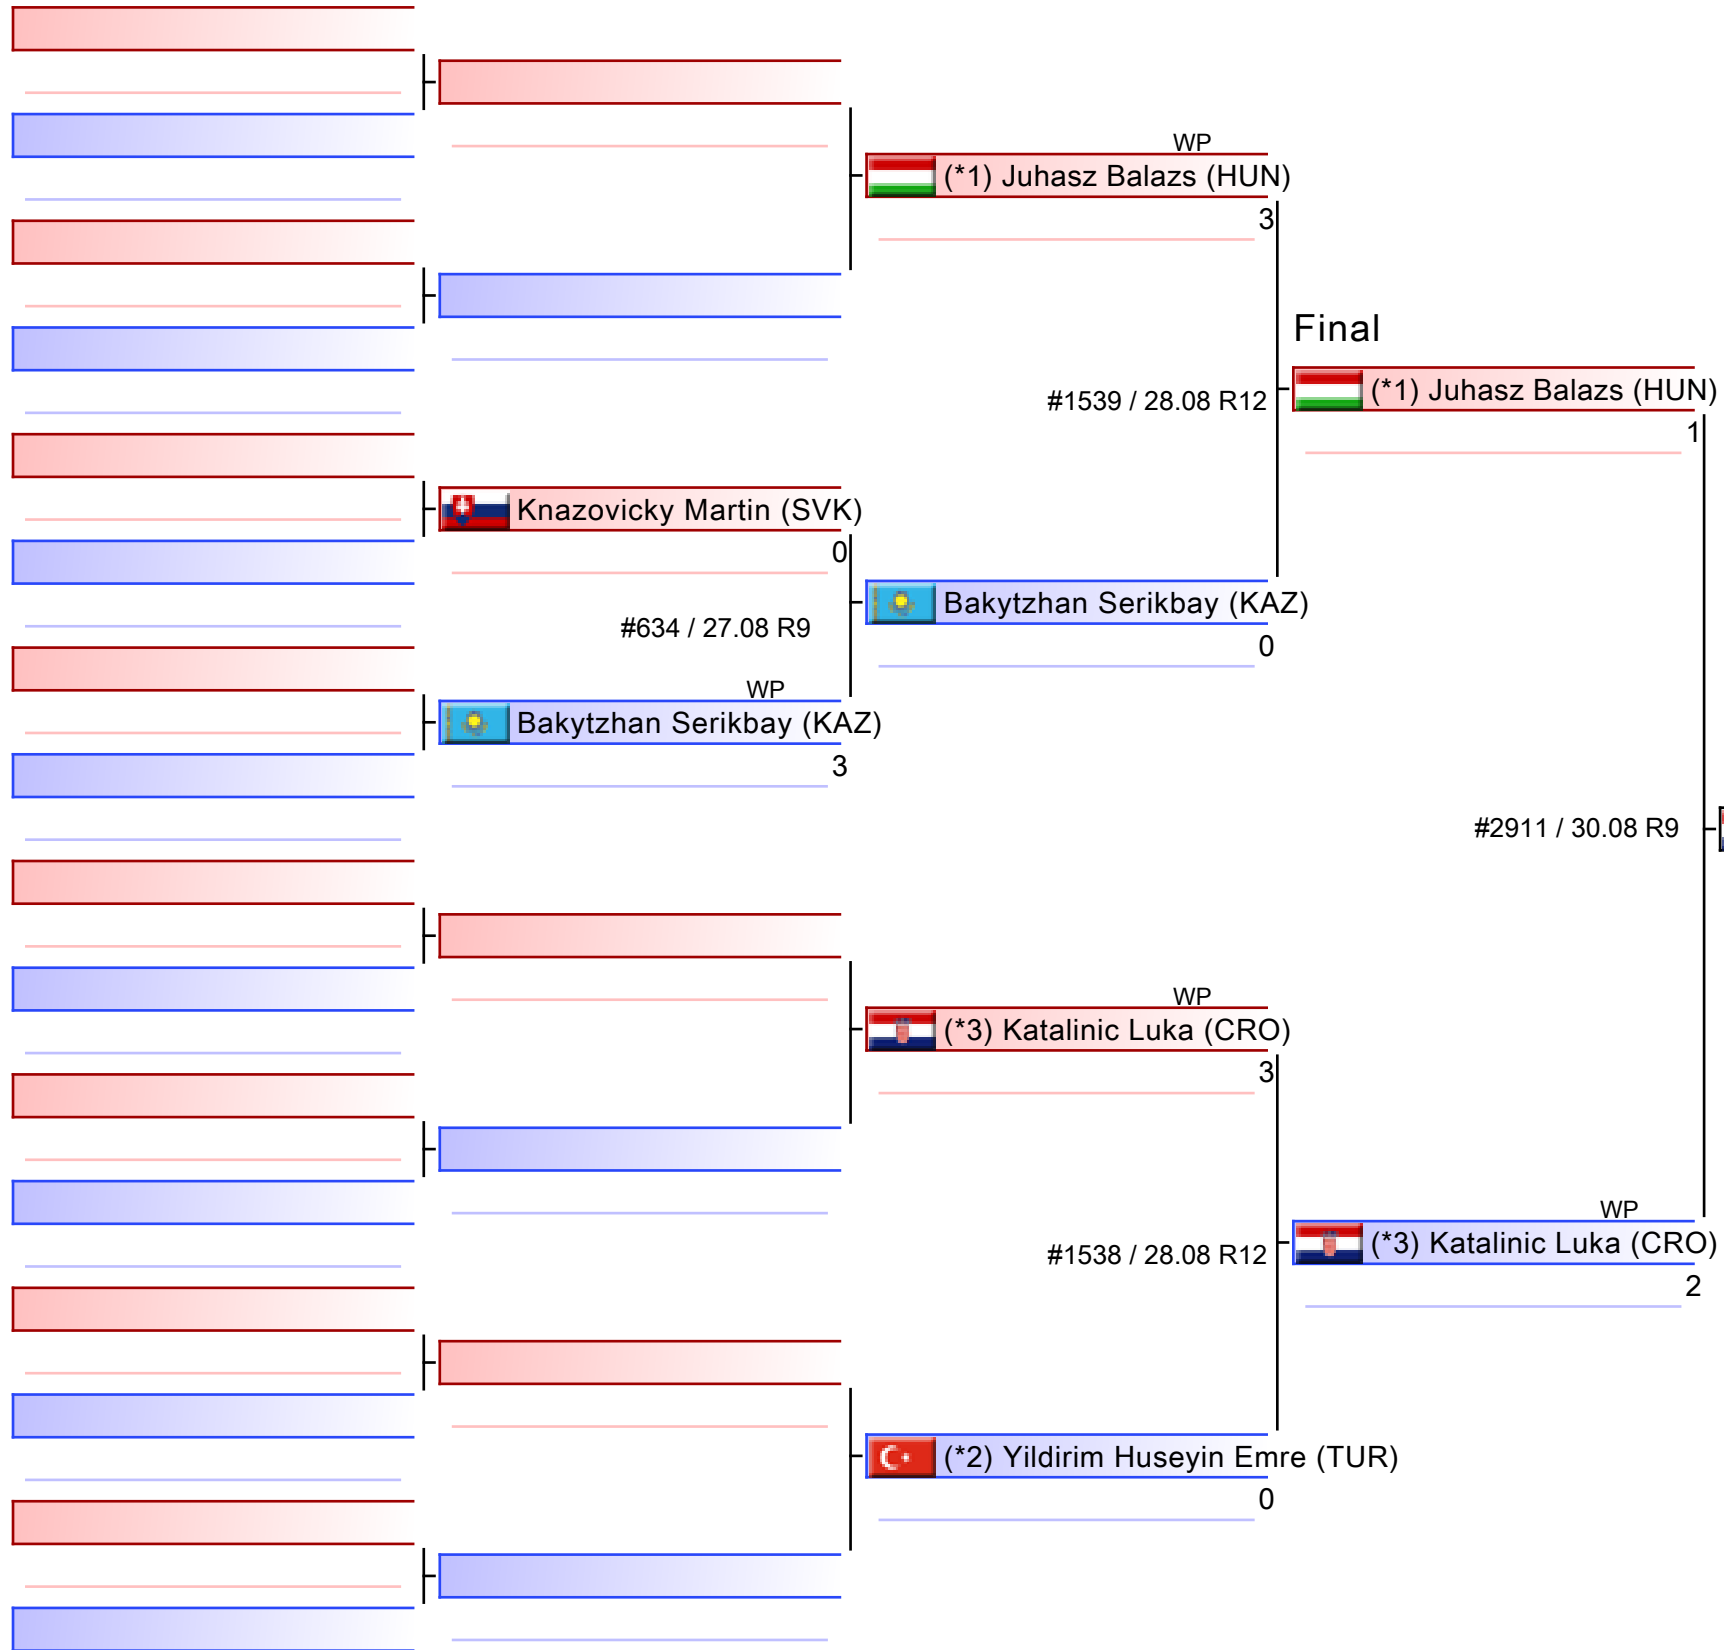 WP
(*1) Juhasz Balazs (HUN)
3
Final
#1539 / 28.08 R12
(*1) Juhasz Balazs (HUN)
1
Knazovicky Martin (SVK)
0
Bakytzhan Serikbay (KAZ)
#634 / 27.08 R9
0
WP
Bakytzhan Serikbay (KAZ)
3
#2911 / 30.08 R9
WP
(*3) Katalinic Luka (CRO)
3
WP
#1538 / 28.08 R12
(*3) Katalinic Luka (CRO)
2
(*2) Yildirim Huseyin Emre (TUR)
0